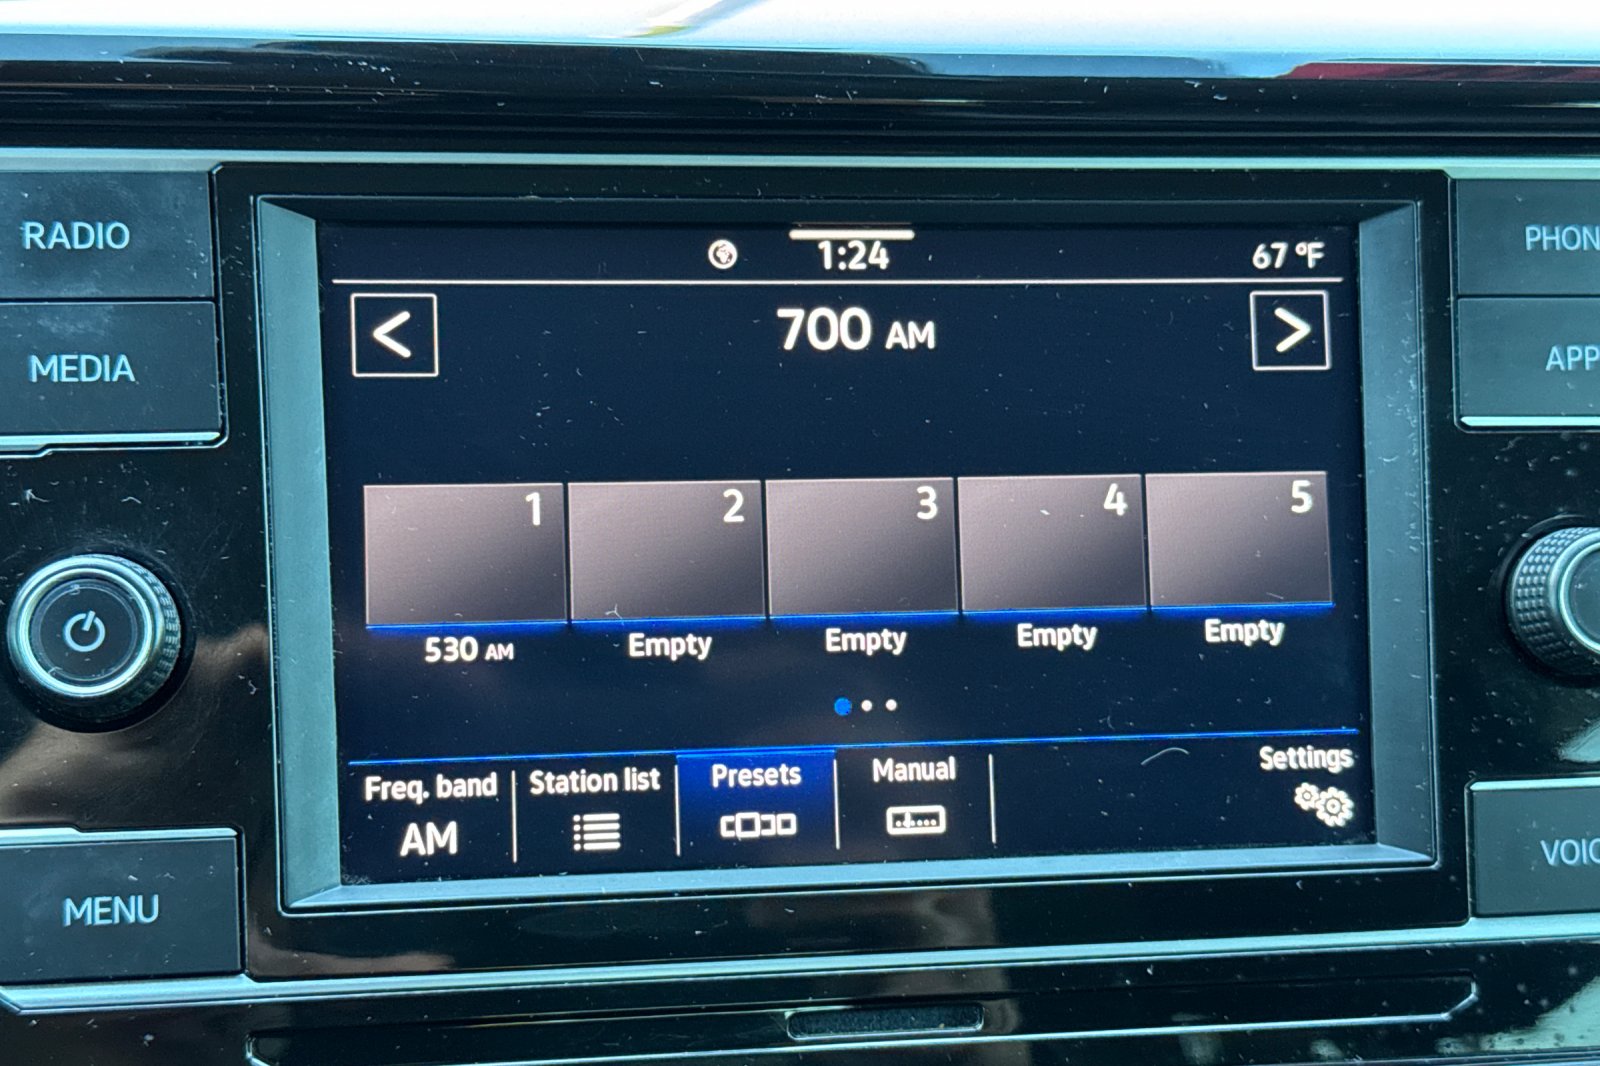 RADIO
MEDIA
MENU
1:24
67 °F
<
700 AM
>
1
2
3
4
5
530 AM
Empty
Empty
Empty
Empty
Freq. band
AM
Station list
Presets
Manual
Settings
PHON
APP
VOIC